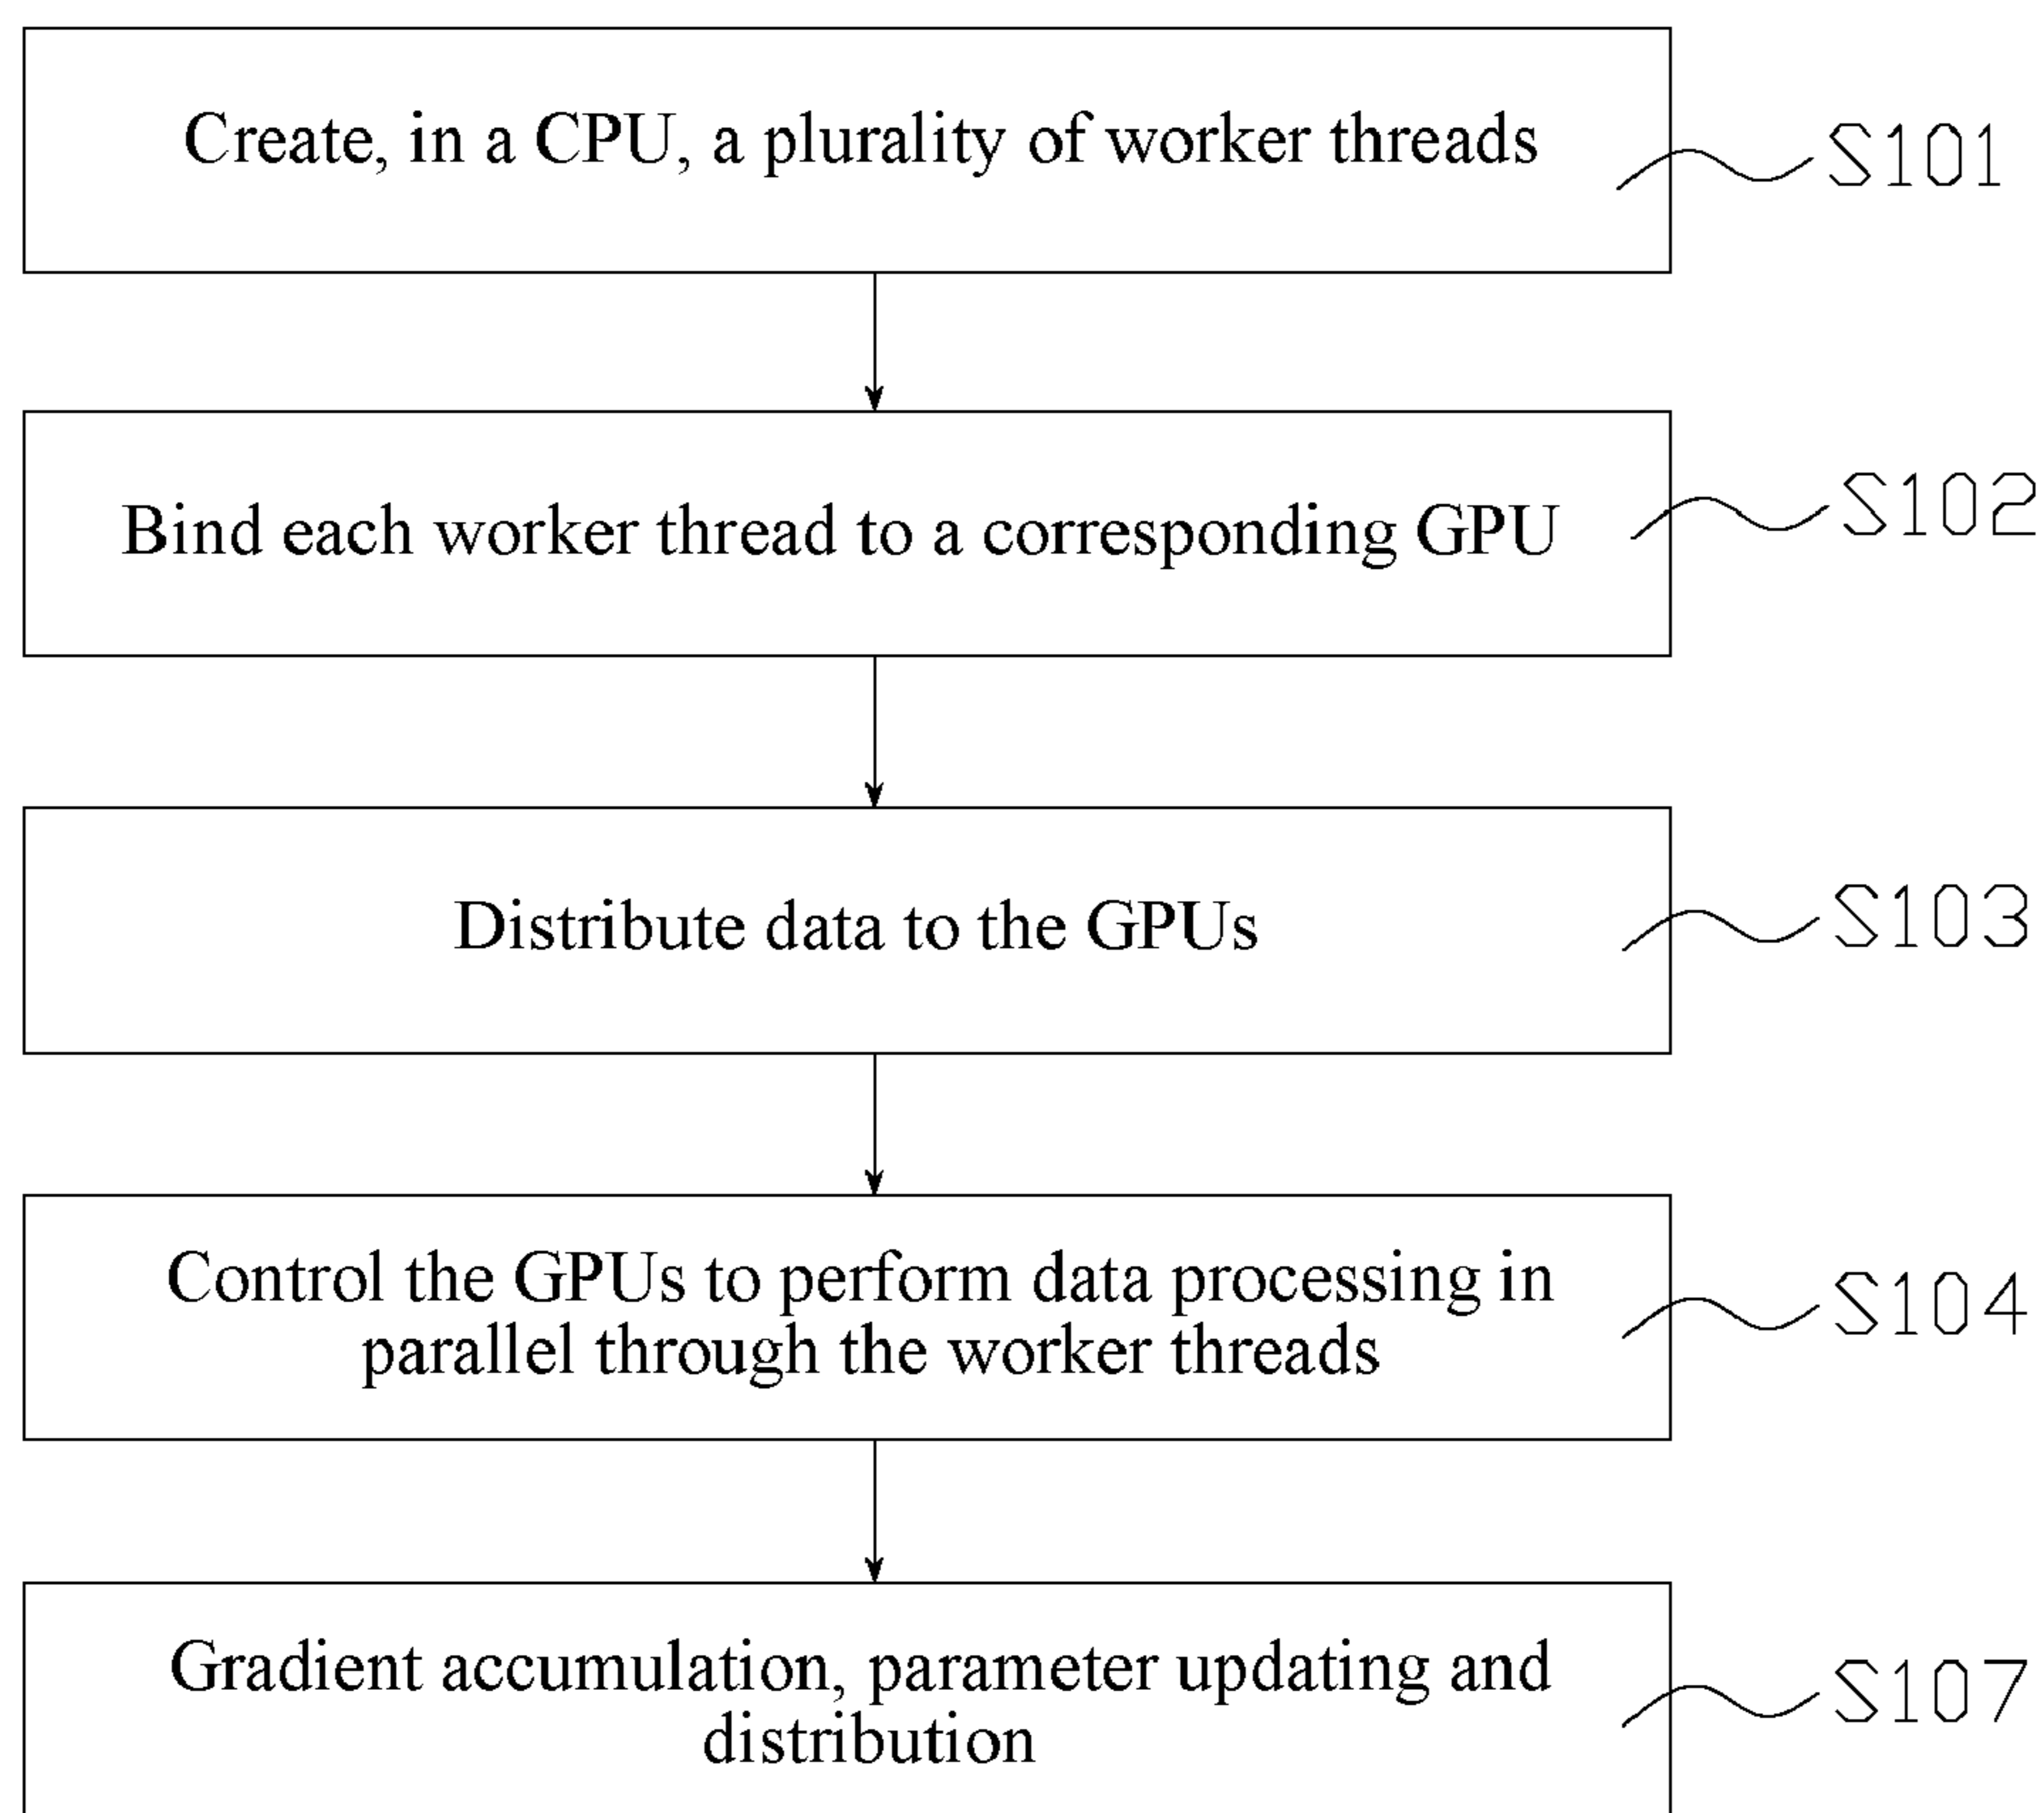 Create, in a CPU, a plurality of worker threads
S101
Bind each worker thread to a corresponding GPU
S102
Distribute data to the GPUs
S103
Control the GPUs to perform data processing in
parallel through the worker threads
S104
Gradient accumulation, parameter updating and
distribution
S107